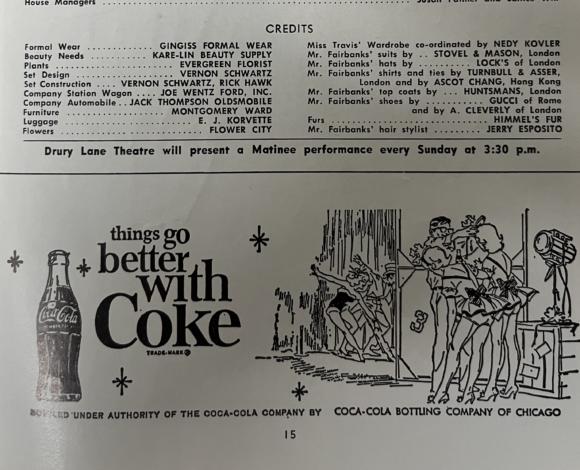 House Managers
CREDITS
Formal Wear .......... GINGISS FORMAL WEAR
Beauty Needs .......... KARE-LIN BEAUTY SUPPLY
Plants .......... EVERGREEN FLORIST
Set Design .......... VERNON SCHWARTZ
Set Construction ... VERNON SCHWARTZ, RICK HAWK
Company Station Wagon .... JOE WENTZ FORD, INC.
Company Automobile .. JACK THOMPSON OLDSMOBILE
Furniture .......... MONTGOMERY WARD
Luggage .......... E. J. KORVETTE
Flowers .......... FLOWER CITY
Miss Travis' Wardrobe co-ordinated by NEDY KOVLER
Mr. Fairbanks' suits by .. STOVEL & MASON, London
Mr. Fairbanks' hats by .......... LOCK'S of London
Mr. Fairbanks' shirts and ties by TURNBULL & ASSER,
London and by ASCOT CHANG, Hong Kong
Mr. Fairbanks' top coats by .... HUNTSMANS, London
Mr. Fairbanks' shoes by .......... GUCCI of Rome
and by A. CLEVERLY of London
Furs .......... HIMMEL'S FUR
Mr. Fairbanks' hair stylist ........ JERRY ESPOSITO
Drury Lane Theatre will present a Matinee performance every Sunday at 3:30 p.m.
things go
better
with
Coke
TRADE-MARK ®
Coca-Cola
BOTTLED UNDER AUTHORITY OF THE COCA-COLA COMPANY BY COCA-COLA BOTTLING COMPANY OF CHICAGO
15